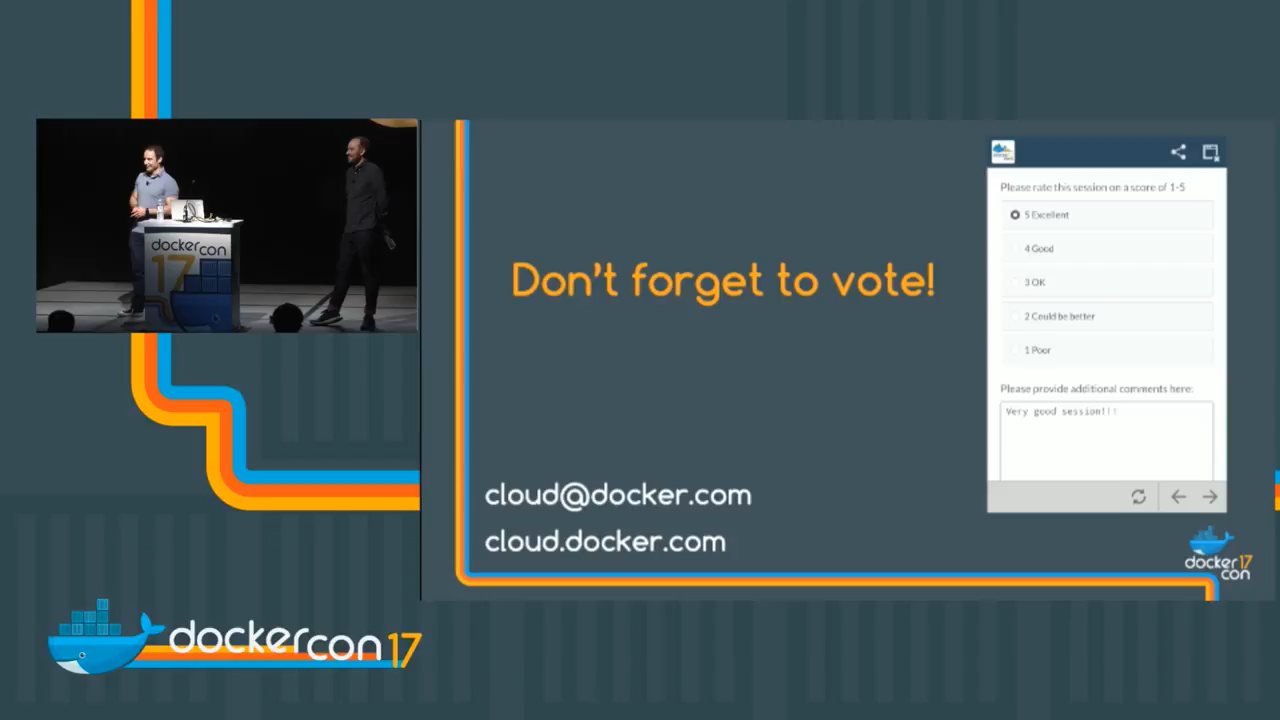 dockercon
17
Don't forget to vote!
cloud@docker.com
cloud.docker.com
Please rate this session on a score of 1-5
5 Excellent
4 Good
3 OK
2 Could be better
1 Poor
Please provide additional comments here:
Very good session!!!
docker 17
con
dockercon 17